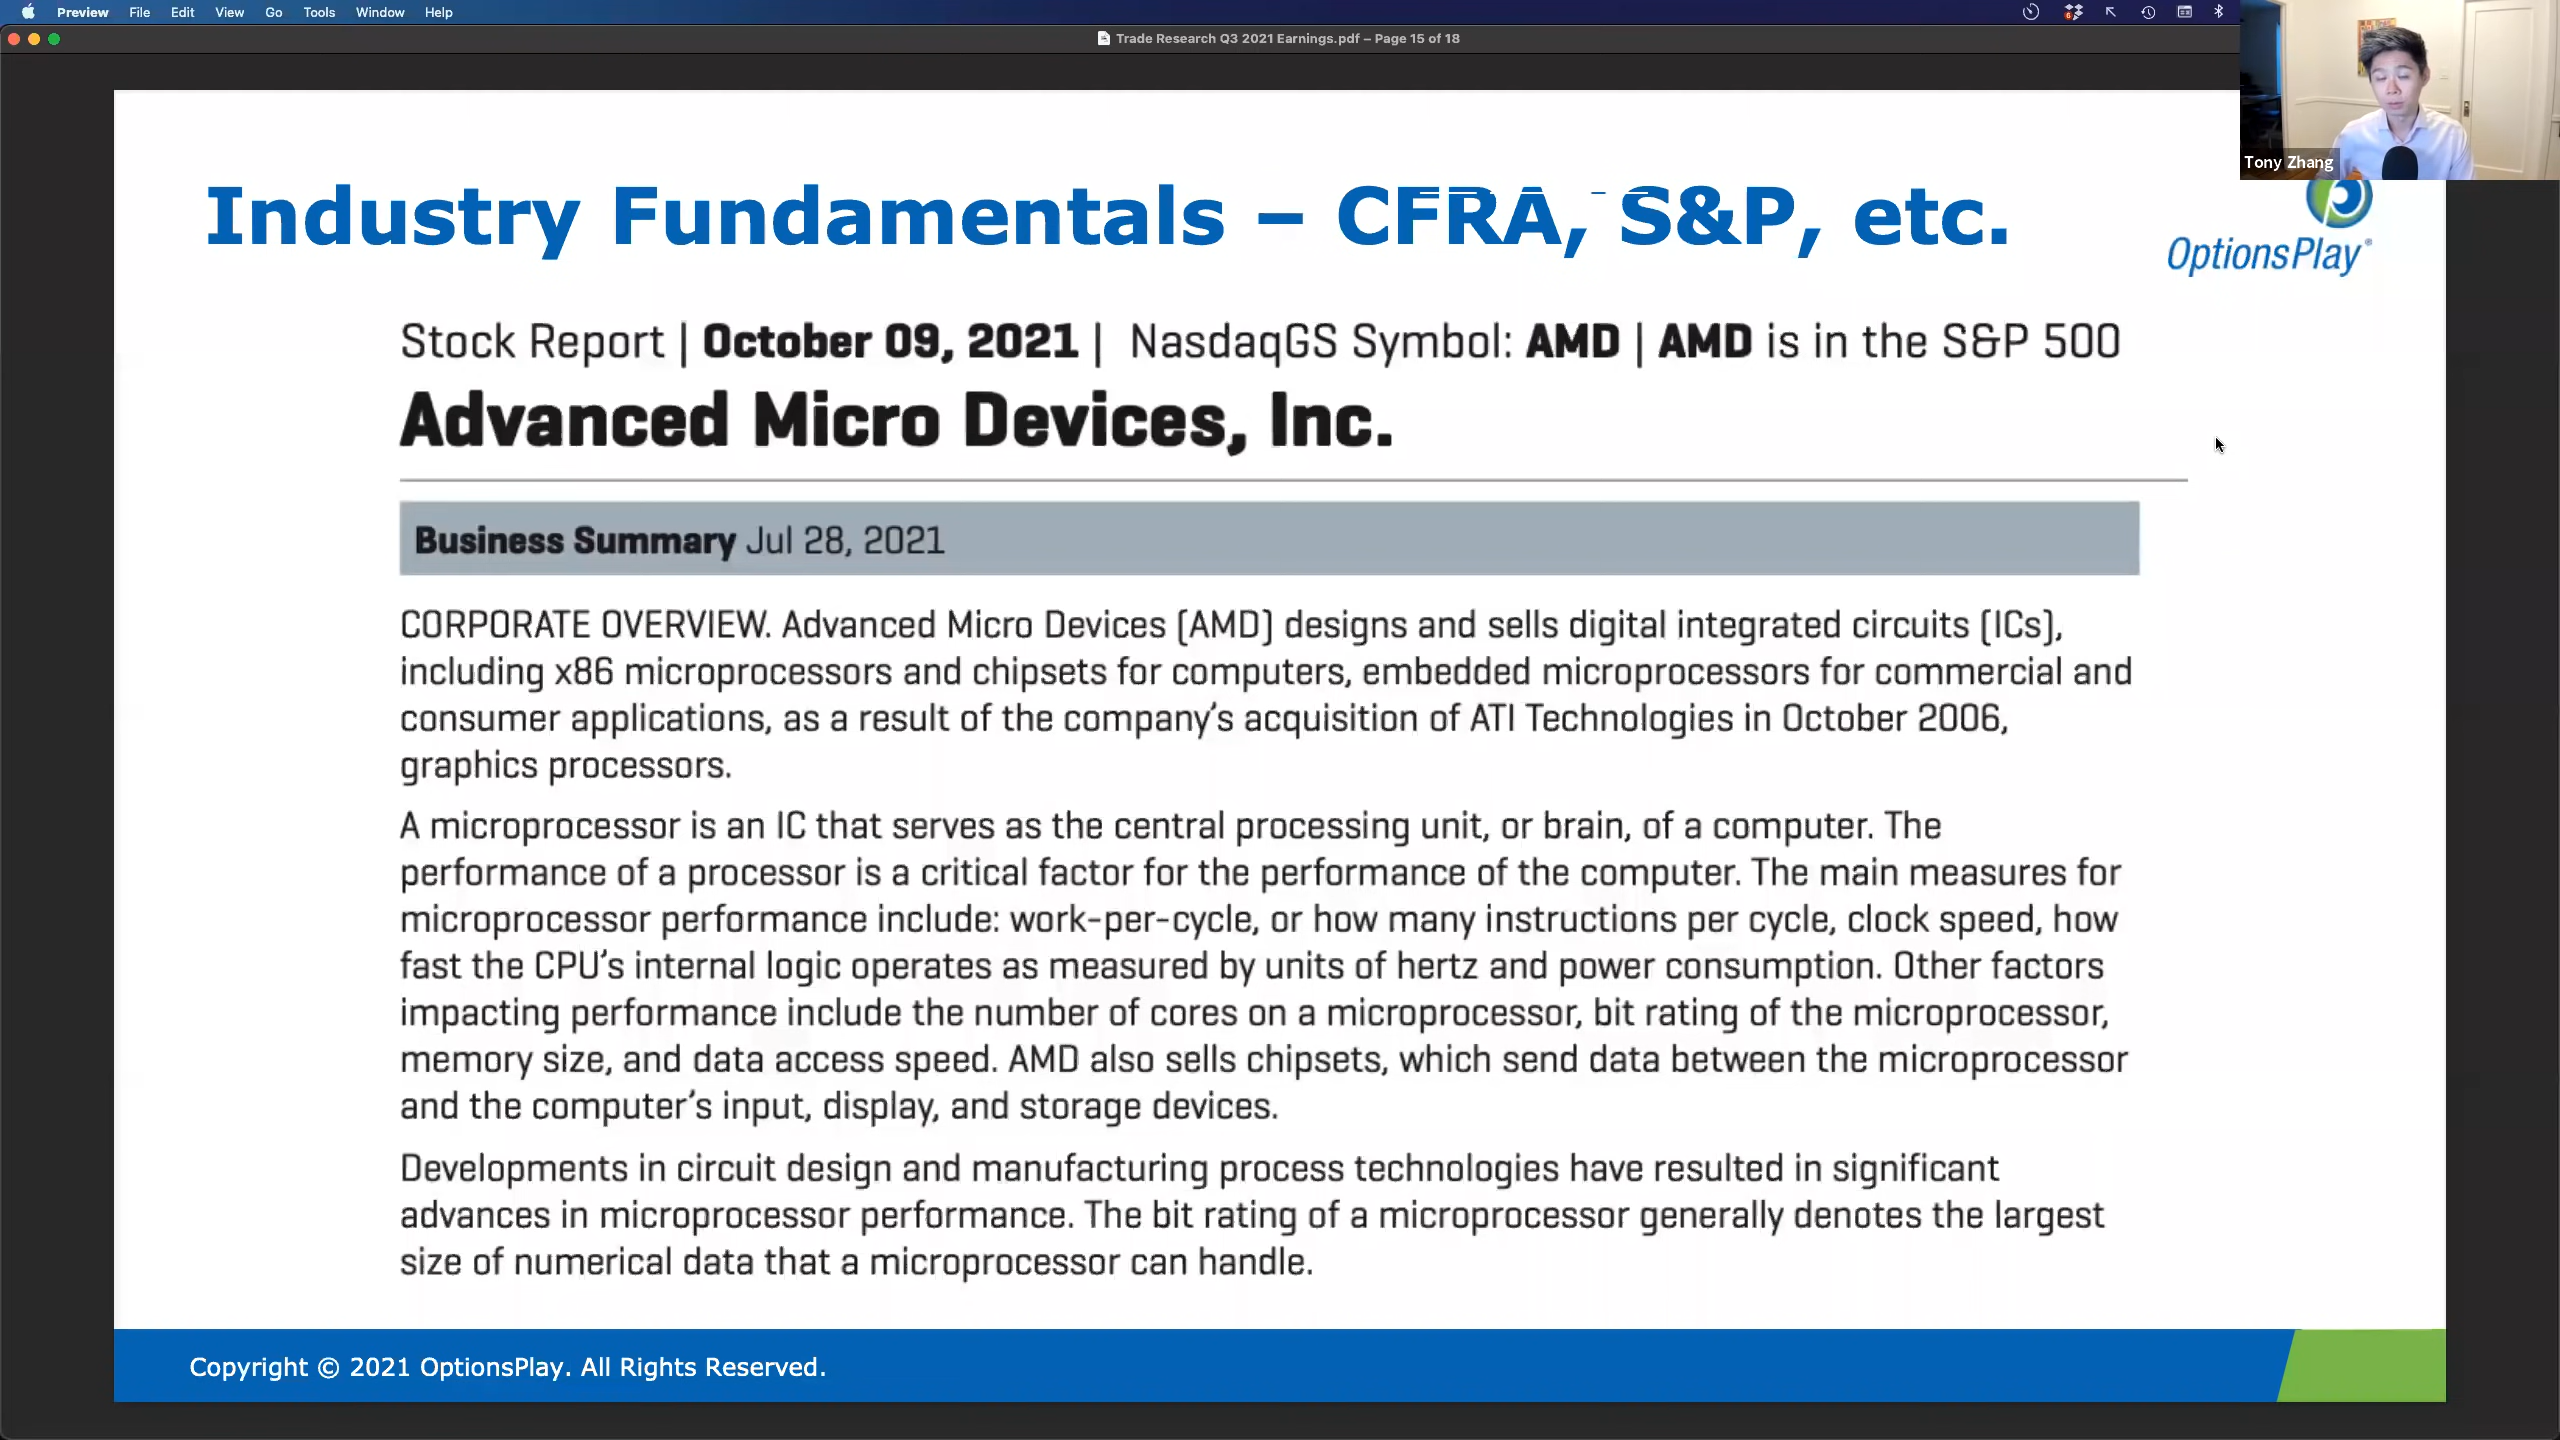 Preview File Edit View Go Tools Window Help
Trade Research Q3 2021 Earnings.pdf – Page 15 of 18
Tony Zhang
Industry Fundamentals – CFRA, S&P, etc.
OptionsPlay®
Stock Report | October 09, 2021 | NasdaqGS Symbol: AMD | AMD is in the S&P 500
Advanced Micro Devices, Inc.
Business Summary Jul 28, 2021
CORPORATE OVERVIEW. Advanced Micro Devices (AMD) designs and sells digital integrated circuits (ICs),
including x86 microprocessors and chipsets for computers, embedded microprocessors for commercial and
consumer applications, as a result of the company's acquisition of ATI Technologies in October 2006,
graphics processors.
A microprocessor is an IC that serves as the central processing unit, or brain, of a computer. The
performance of a processor is a critical factor for the performance of the computer. The main measures for
microprocessor performance include: work-per-cycle, or how many instructions per cycle, clock speed, how
fast the CPU's internal logic operates as measured by units of hertz and power consumption. Other factors
impacting performance include the number of cores on a microprocessor, bit rating of the microprocessor,
memory size, and data access speed. AMD also sells chipsets, which send data between the microprocessor
and the computer's input, display, and storage devices.
Developments in circuit design and manufacturing process technologies have resulted in significant
advances in microprocessor performance. The bit rating of a microprocessor generally denotes the largest
size of numerical data that a microprocessor can handle.
Copyright © 2021 OptionsPlay. All Rights Reserved.